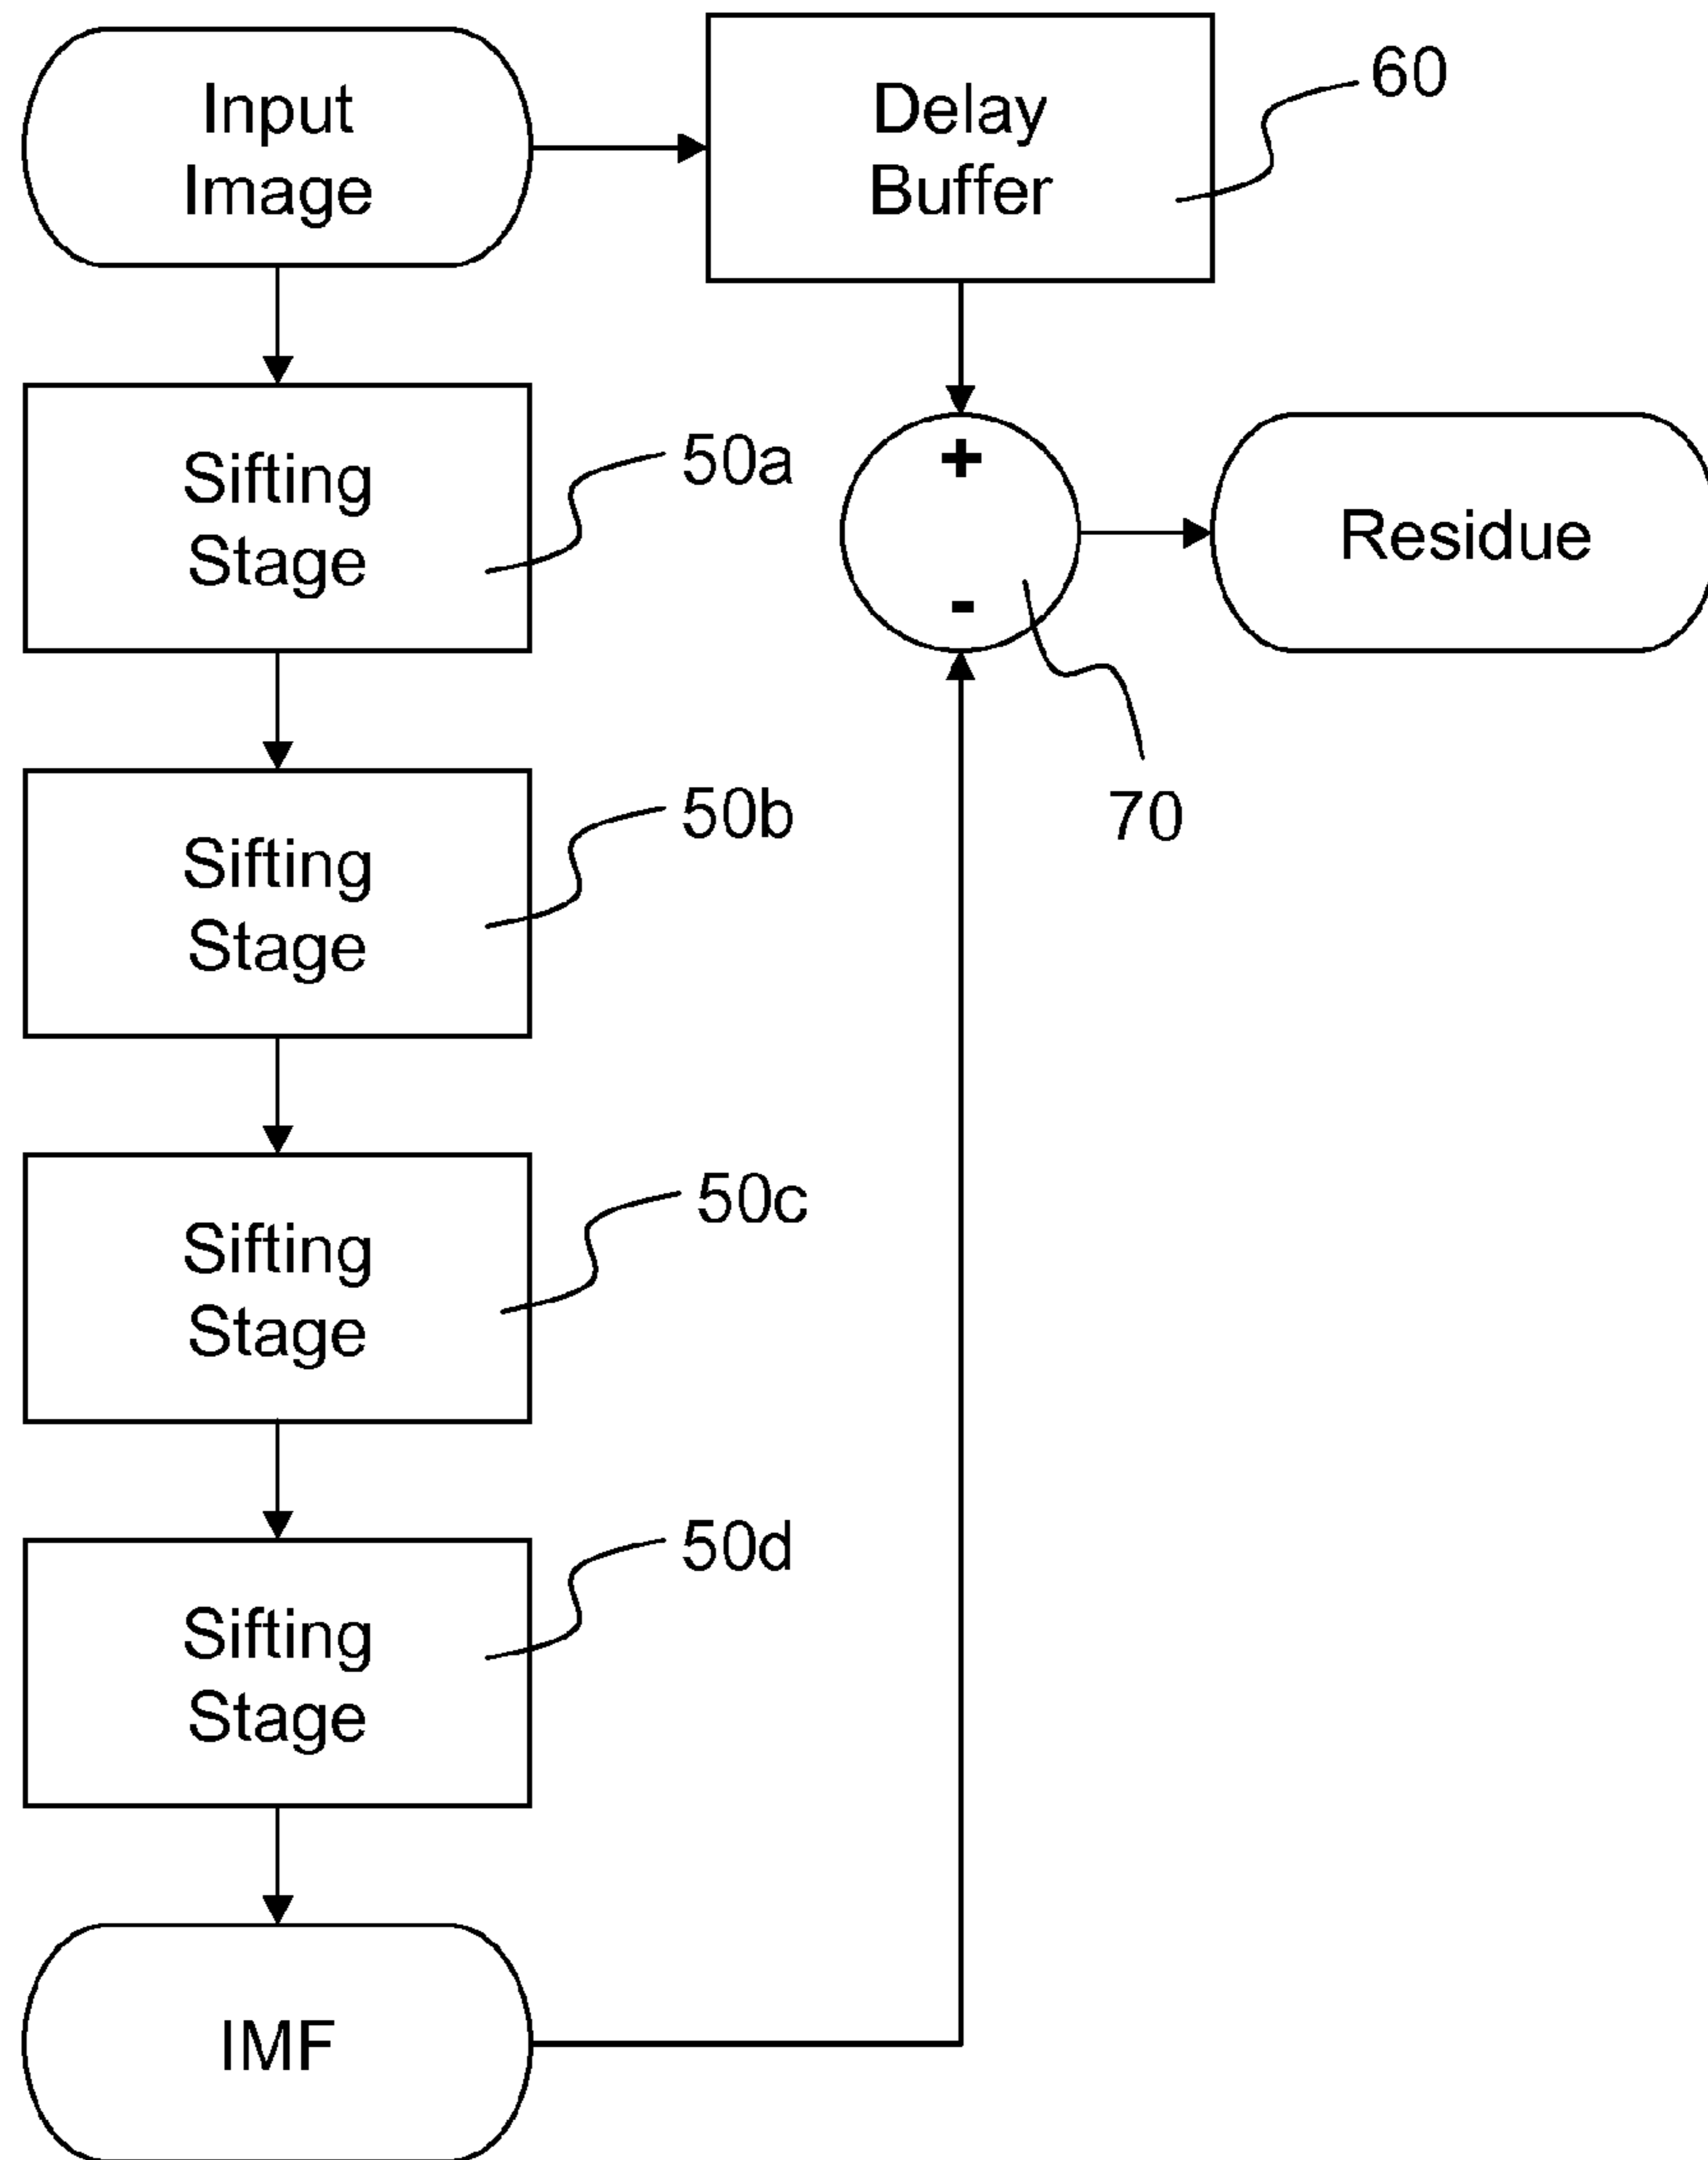 Input
Image
Delay
Buffer
60
Sifting
Stage
50a
+
-
70
Residue
Sifting
Stage
50b
Sifting
Stage
50c
Sifting
Stage
50d
IMF